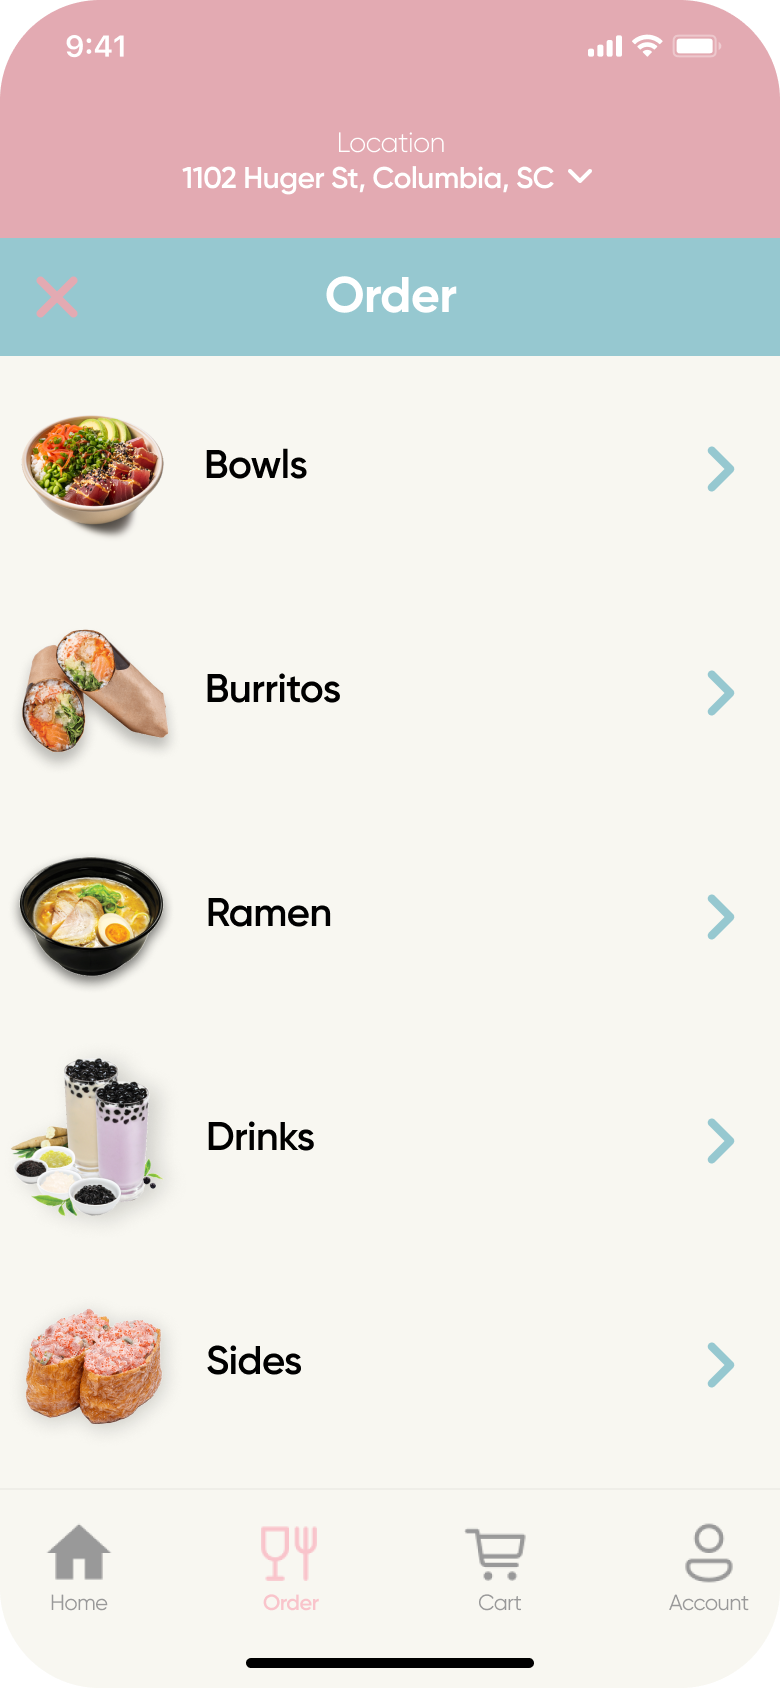 9:41
Location
1102 Huger St, Columbia, SC
Order
Bowls
Burritos
Ramen
Drinks
Sides
Home
Order
Cart
Account